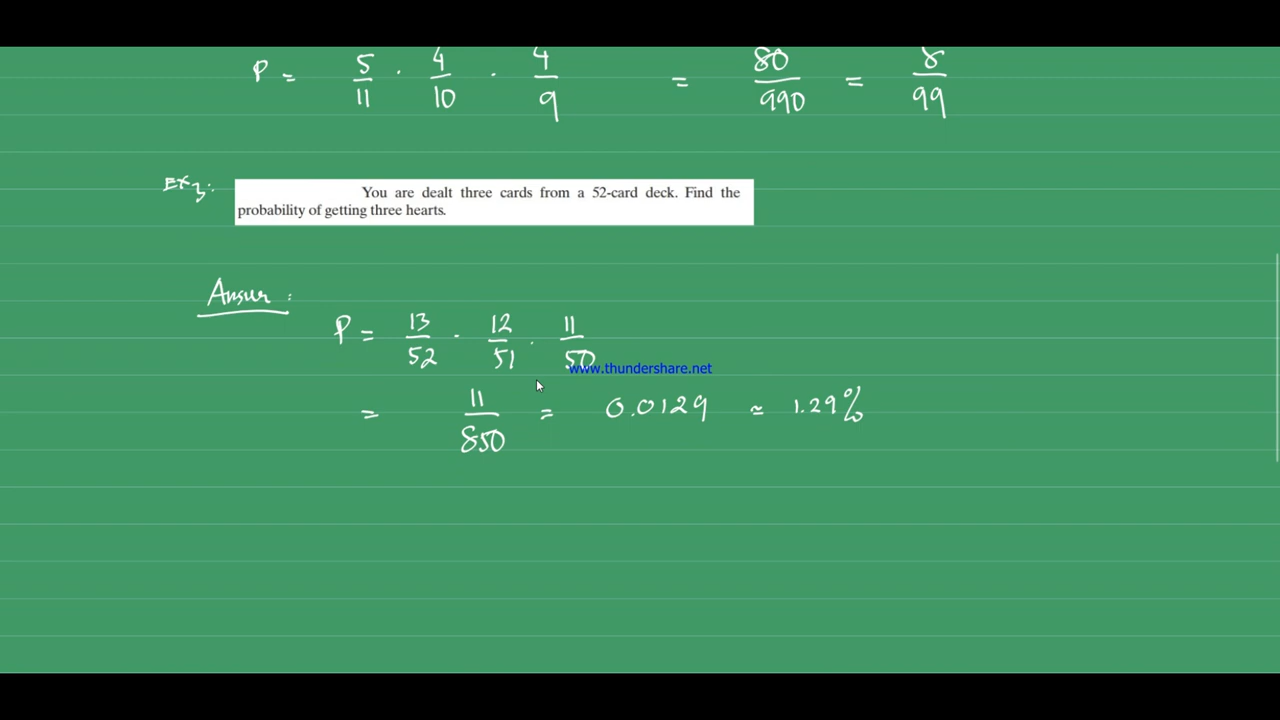 P = 5/11 · 4/10 · 4/9 = 80/990 = 8/99
Ex 3:
You are dealt three cards from a 52-card deck. Find the
probability of getting three hearts.
Answer :
P = 13/52 · 12/51 · 11/50
www.thundershare.net
= 11/850 = 0.0129 ≈ 1.29%